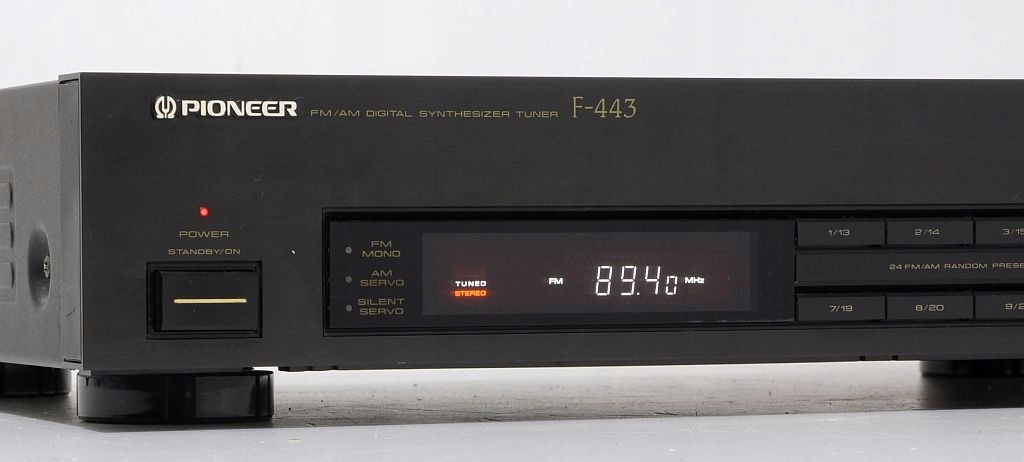 PIONEER FM/AM DIGITAL SYNTHESIZER TUNER F-443
POWER
STANDBY/ON
FM
MONO
AM
SERVO
SILENT
SERVO
TUNED
STEREO
FM 89.40 MHz
1/13 2/14
24 FM/AM RANDOM
7/19 8/20